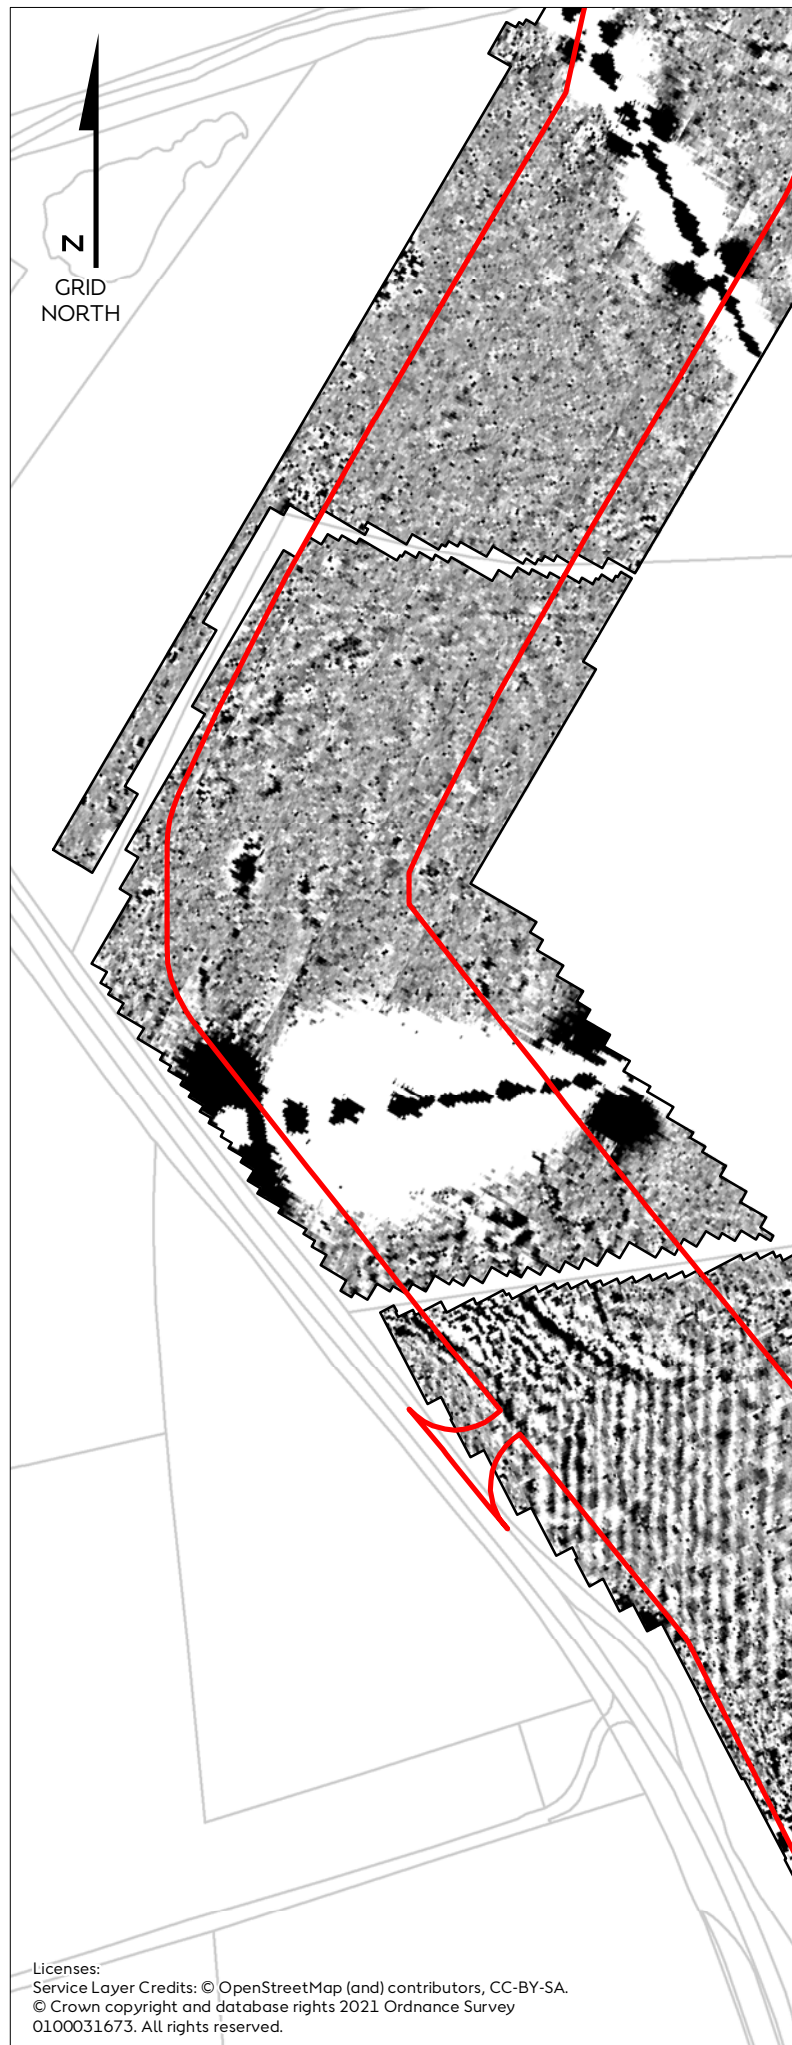 N
GRID
NORTH
Licenses:
Service Layer Credits: © OpenStreetMap (and) contributors, CC-BY-SA.
© Crown copyright and database rights 2021 Ordnance Survey
0100031673. All rights reserved.